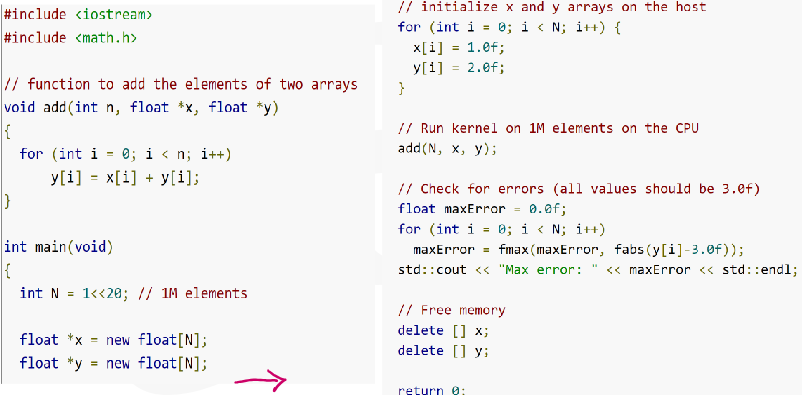 #include <iostream>
#include <math.h>

// function to add the elements of two arrays
void add(int n, float *x, float *y)
{
  for (int i = 0; i < n; i++)
      y[i] = x[i] + y[i];
}

int main(void)
{
  int N = 1<<20; // 1M elements

  float *x = new float[N];
  float *y = new float[N];

// initialize x and y arrays on the host
for (int i = 0; i < N; i++) {
  x[i] = 1.0f;
  y[i] = 2.0f;
}

// Run kernel on 1M elements on the CPU
add(N, x, y);

// Check for errors (all values should be 3.0f)
float maxError = 0.0f;
for (int i = 0; i < N; i++)
  maxError = fmax(maxError, fabs(y[i]-3.0f));
std::cout << "Max error: " << maxError << std::endl;

// Free memory
delete [] x;
delete [] y;

return 0;